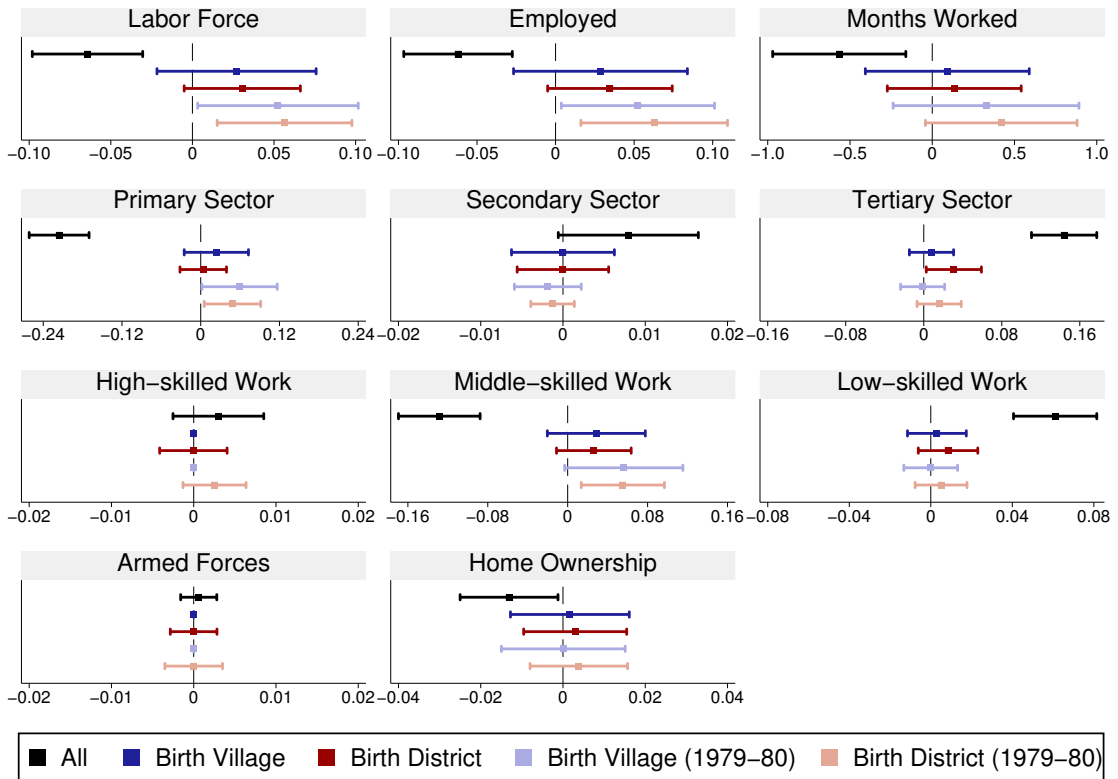 Labor Force Employed Months Worked
−0.10 −0.05 0 0.05 0.10 −0.10 −0.05 0 0.05 0.10 −1.0 −0.5 0 0.5 1.0
Primary Sector Secondary Sector Tertiary Sector
−0.24 −0.12 0 0.12 0.24 −0.02 −0.01 0 0.01 0.02 −0.16 −0.08 0 0.08 0.16
High−skilled Work Middle−skilled Work Low−skilled Work
−0.02 −0.01 0 0.01 0.02 −0.16 −0.08 0 0.08 0.16 −0.08 −0.04 0 0.04 0.08
Armed Forces Home Ownership
−0.02 −0.01 0 0.01 0.02 −0.04 −0.02 0 0.02 0.04
All Birth Village Birth District Birth Village (1979−80) Birth District (1979−80)